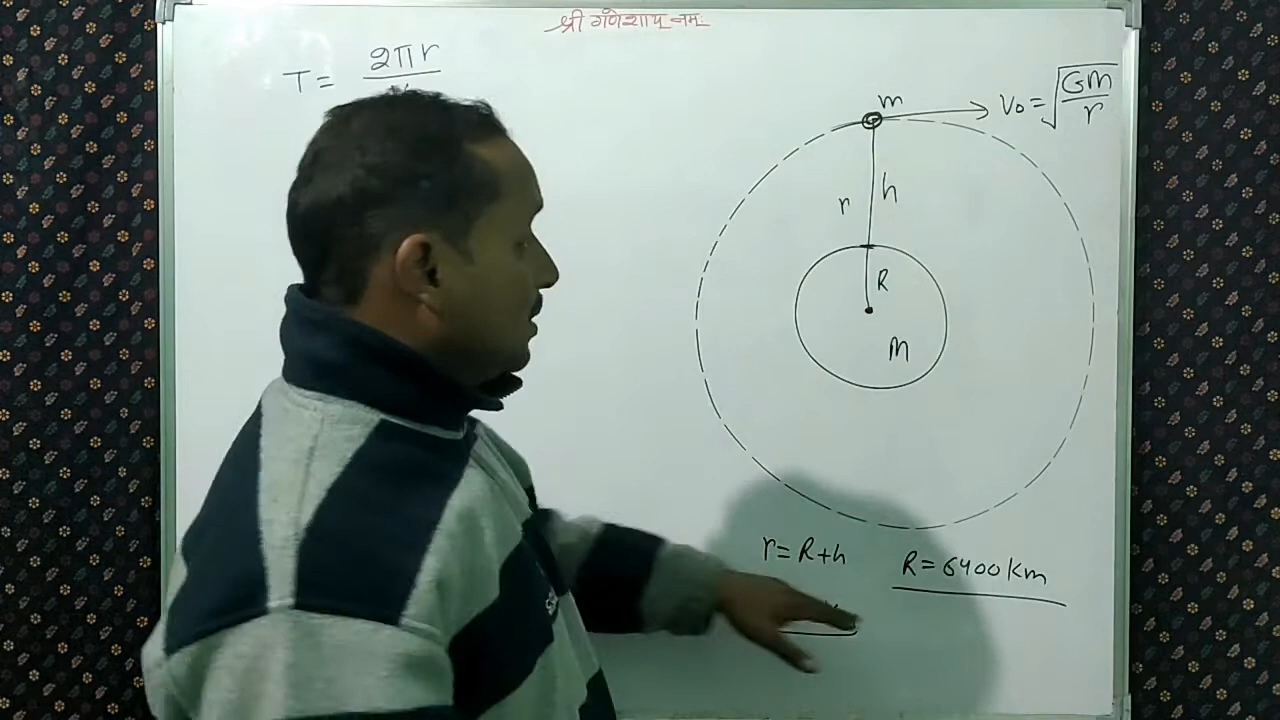 श्री गणेशाय नमः
T = 2πr
m
V₀ = √(GM/r)
r
h
R
M
r = R+h
R = 6400 Km